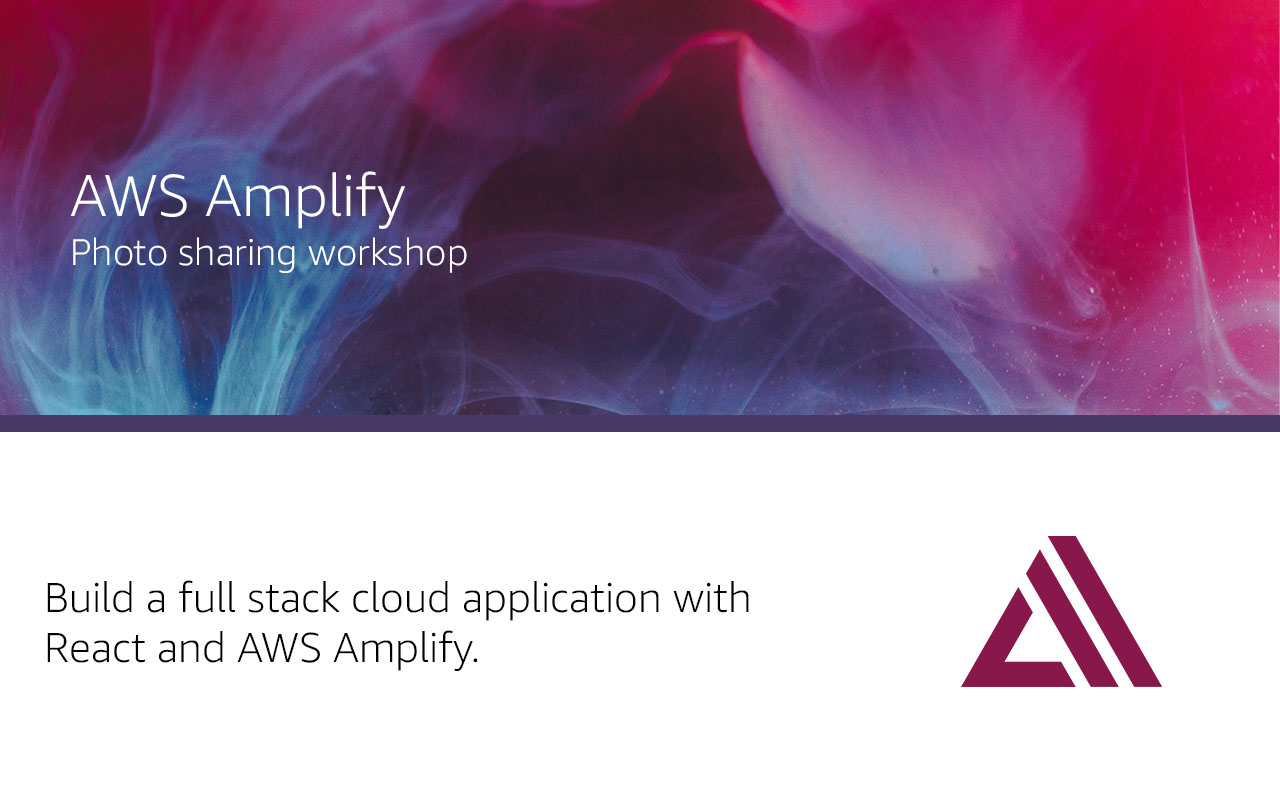 AWS Amplify
Photo sharing workshop
Build a full stack cloud application with
React and AWS Amplify.